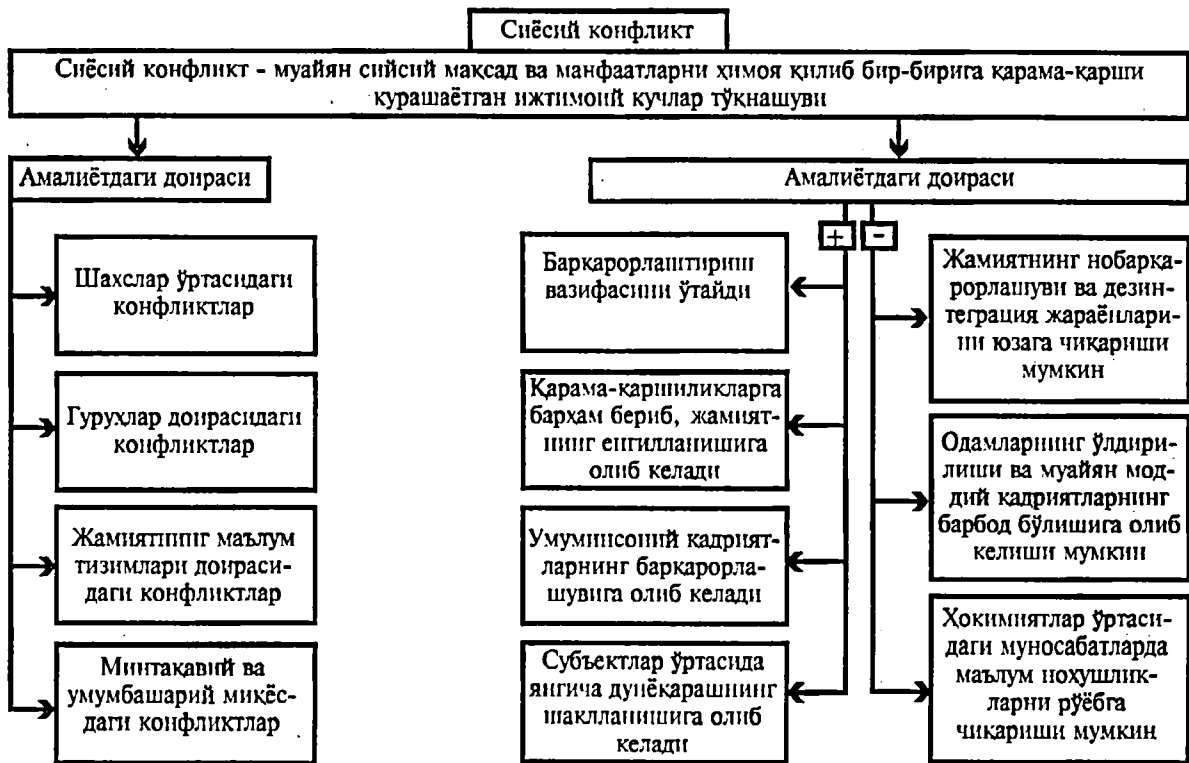 Сиёсий конфликт
Сиёсий конфликт - муайян сийсий мақсад ва манфаатларни ҳимоя қилиб бир-бирига қарама-қарши
курашаётган ижтимоий кучлар тўқнашуви
Амалиётдаги доираси
Шахслар ўртасидаги
конфликтлар
Гуруҳлар доирасидаги
конфликтлар
Жамиятнинг маълум
тизимлари доираси-
даги конфликтлар
Минтақавий ва
умумбашарий миқёс-
даги конфликтлар
Амалиётдаги доираси
+
-
Барқарорлаштириш
вазифасини ўтайди
Қарама-қаршиликларга
барҳам бериб, жамият-
нинг енгилланишига
олиб келади
Умуминсоний қадрият-
ларнинг барқарорла-
шувига олиб келади
Субъектлар ўртасида
янгича дунёқарашнинг
шаклланишига олиб
келади
Жамиятнинг нобарқа-
рорлашуви ва дезин-
теграция жараёнлари-
ни юзага чиқариши
мумкин
Одамларнинг ўлдири-
лиши ва муайян мод-
дий қадриятларнинг
барбод бўлишига олиб
келиши мумкин
Ҳокимиятлар ўртаси-
даги муносабатларда
маълум нохушлик-
ларни рўёбга
чиқариши мумкин